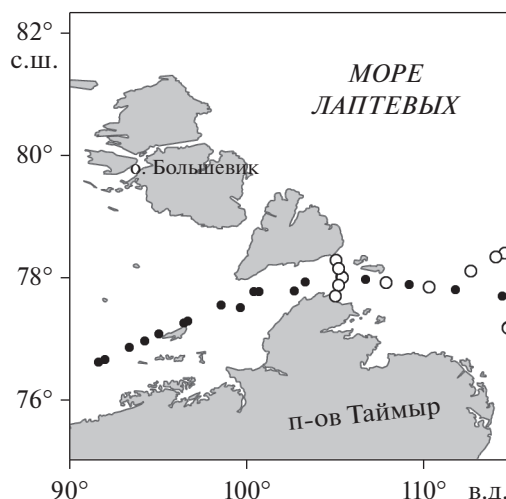 82°
с.ш.
МОРЕ
ЛАПТЕВЫХ
80°
о. Большевик
78°
76°
п-ов Таймыр
90°
100°
110°
в.д.